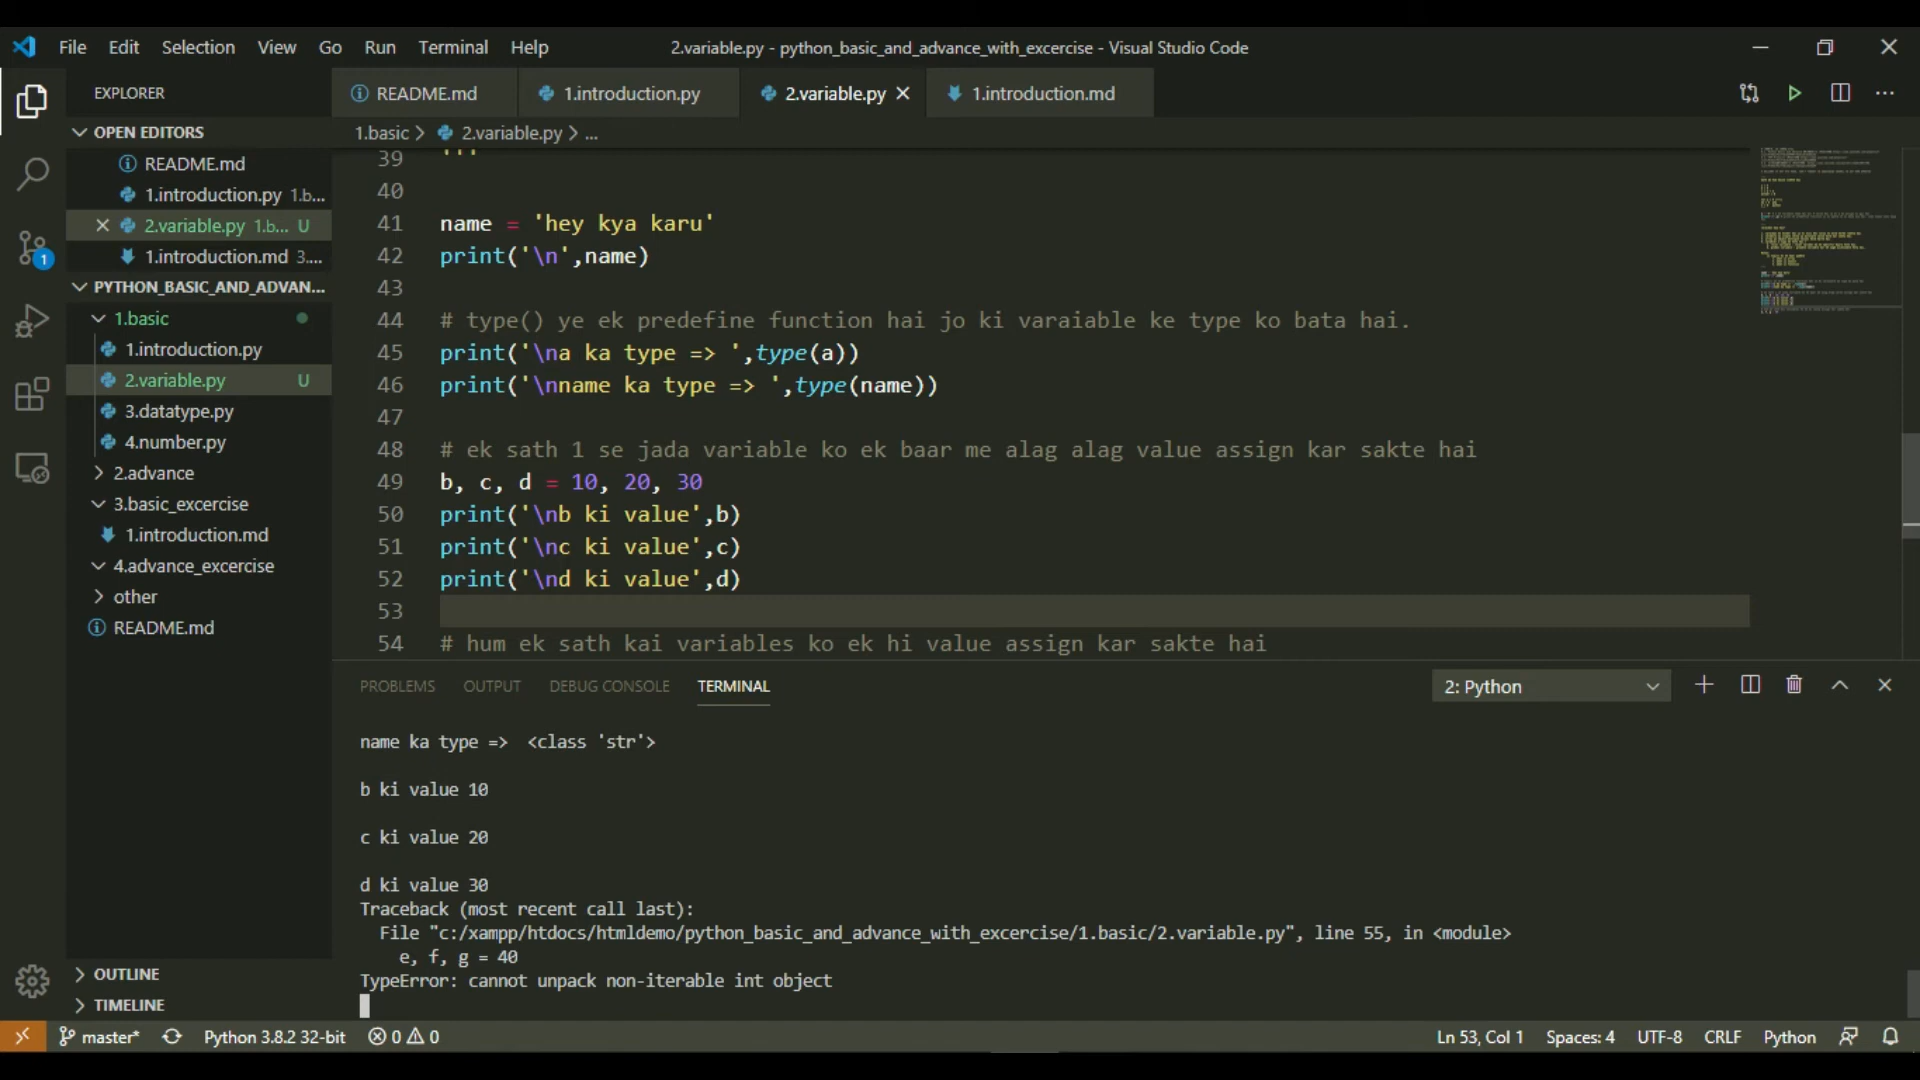 File Edit Selection View Go Run Terminal Help 2.variable.py - python_basic_and_advance_with_excercise - Visual Studio Code
EXPLORER
README.md 1.introduction.py 2.variable.py 1.introduction.md
OPEN EDITORS
README.md
1.introduction.py 1.b...
2.variable.py 1.b... U
1.introduction.md 3....
PYTHON_BASIC_AND_ADVAN...
1.basic
1.introduction.py
2.variable.py U
3.datatype.py
4.number.py
2.advance
3.basic_excercise
1.introduction.md
4.advance_excercise
other
README.md
OUTLINE
TIMELINE
1.basic > 2.variable.py > ...
39 '''
40
41 name = 'hey kya karu'
42 print('\n',name)
43
44 # type() ye ek predefine function hai jo ki varaiable ke type ko bata hai.
45 print('\na ka type => ',type(a))
46 print('\nname ka type => ',type(name))
47
48 # ek sath 1 se jada variable ko ek baar me alag alag value assign kar sakte hai
49 b, c, d = 10, 20, 30
50 print('\nb ki value',b)
51 print('\nc ki value',c)
52 print('\nd ki value',d)
53
54 # hum ek sath kai variables ko ek hi value assign kar sakte hai
PROBLEMS OUTPUT DEBUG CONSOLE TERMINAL 2: Python
name ka type => <class 'str'>
b ki value 10
c ki value 20
d ki value 30
Traceback (most recent call last):
File "c:/xampp/htdocs/htmldemo/python_basic_and_advance_with_excercise/1.basic/2.variable.py", line 55, in <module>
e, f, g = 40
TypeError: cannot unpack non-iterable int object
master* Python 3.8.2 32-bit 0 0 Ln 53, Col 1 Spaces: 4 UTF-8 CRLF Python
1